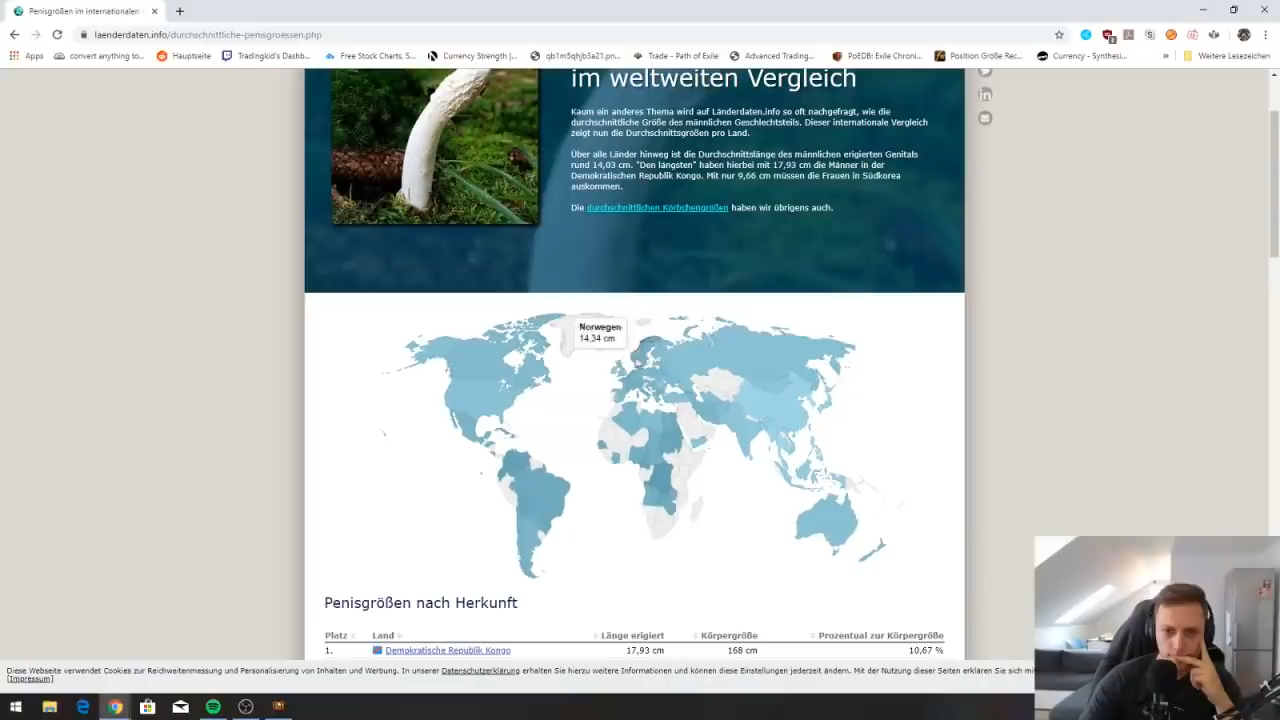 Penisgrößen im internationalen
laenderdaten.info/durchschnittliche-penisgroessen.php
Apps
convert anything to...
Hauptseite
Tradingkid's Dashb...
Free Stock Charts, S...
Currency Strength |...
qb1m5qhjb3a21.pn...
Trade - Path of Exile
Advanced Trading...
PoEDB: Exile Chroni...
Position Größe Rec...
Currency - Synthesi...
»
Weitere Lesezeichen
im weltweiten Vergleich
Kaum ein anderes Thema wird auf Länderdaten.info so oft nachgefragt, wie die
durchschnittliche Größe des männlichen Geschlechtsteils. Dieser internationale Vergleich
zeigt nun die Durchschnittsgrößen pro Land.
Über alle Länder hinweg ist die Durchschnittslänge des männlichen erigierten Genitals
rund 14,03 cm. "Den längsten" haben hierbei mit 17,93 cm die Männer in der
Demokratischen Republik Kongo. Mit nur 9,66 cm müssen die Frauen in Südkorea
auskommen.
Die durchschnittlichen Körbchengrößen haben wir übrigens auch.
Norwegen
14,34 cm
Penisgrößen nach Herkunft
Platz Land Länge erigiert Körpergröße Prozentual zur Körpergröße
1. Demokratische Republik Kongo 17,93 cm 168 cm 10,67 %
Diese Webseite verwendet Cookies zur Reichweitenmessung und Personalisierung von Inhalten und Werbung. In unserer Datenschutzerklärung erhalten Sie hierzu weitere Informationen und können diese Einstellungen jederzeit ändern. Mit der Nutzung dieser Seiten erklären Sie sich mi
[Impressum]